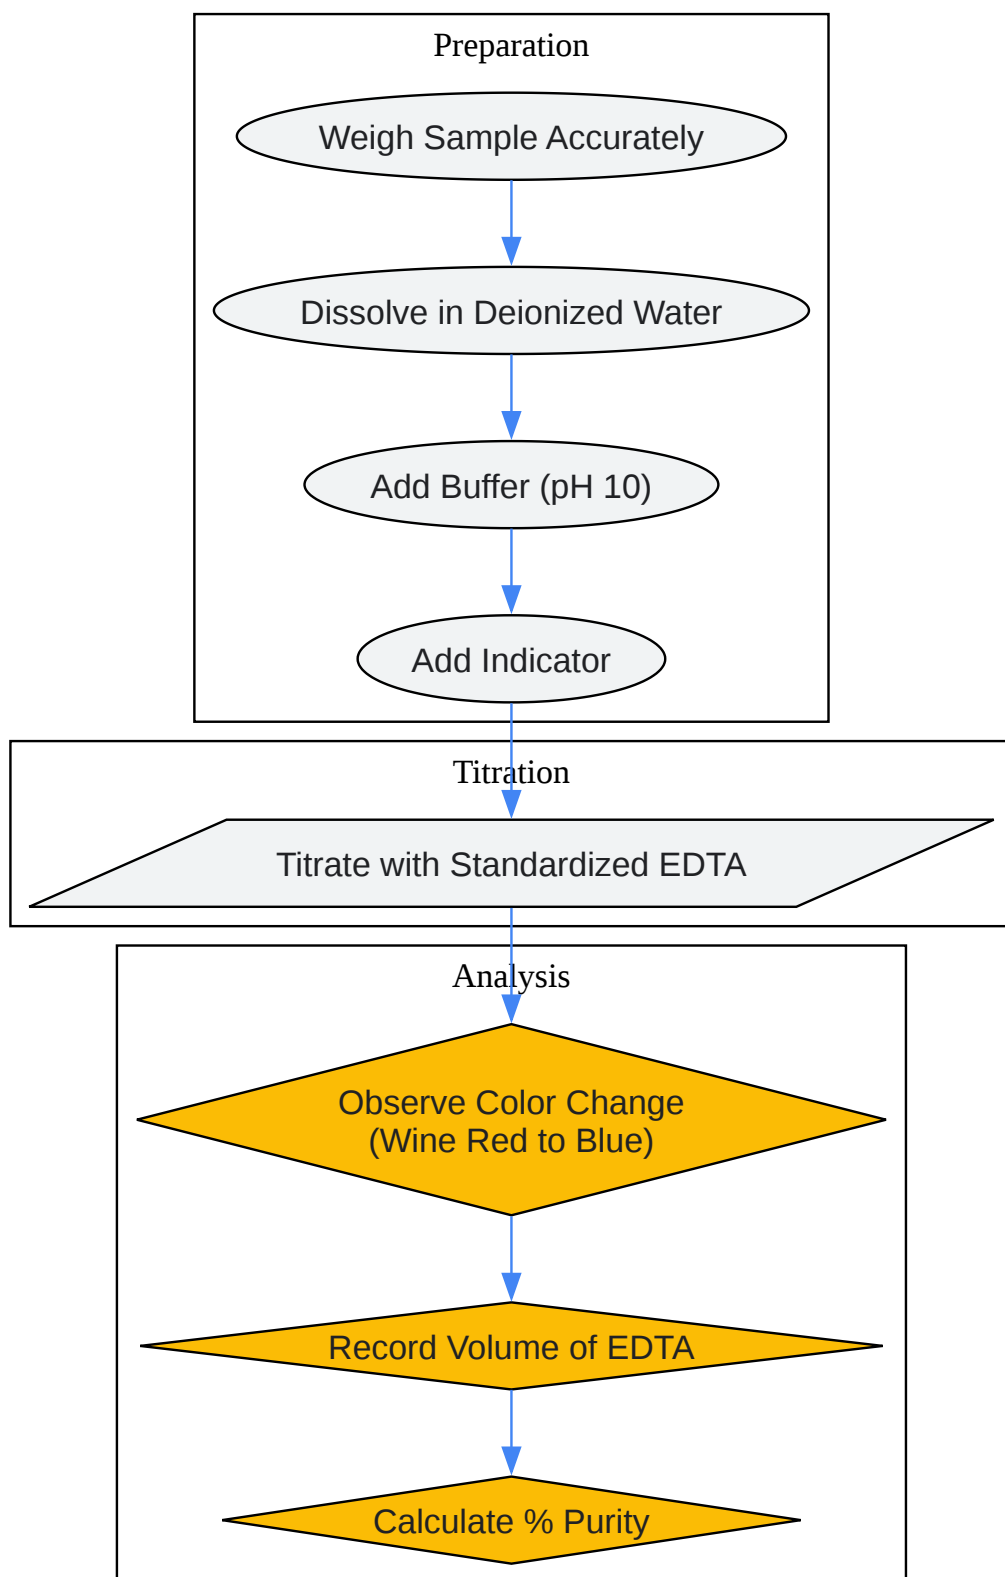 Preparation
Weigh Sample Accurately
Dissolve in Deionized Water
Add Buffer (pH 10)
Add Indicator
Titration
Titrate with Standardized EDTA
Analysis
Observe Color Change
(Wine Red to Blue)
Record Volume of EDTA
Calculate % Purity